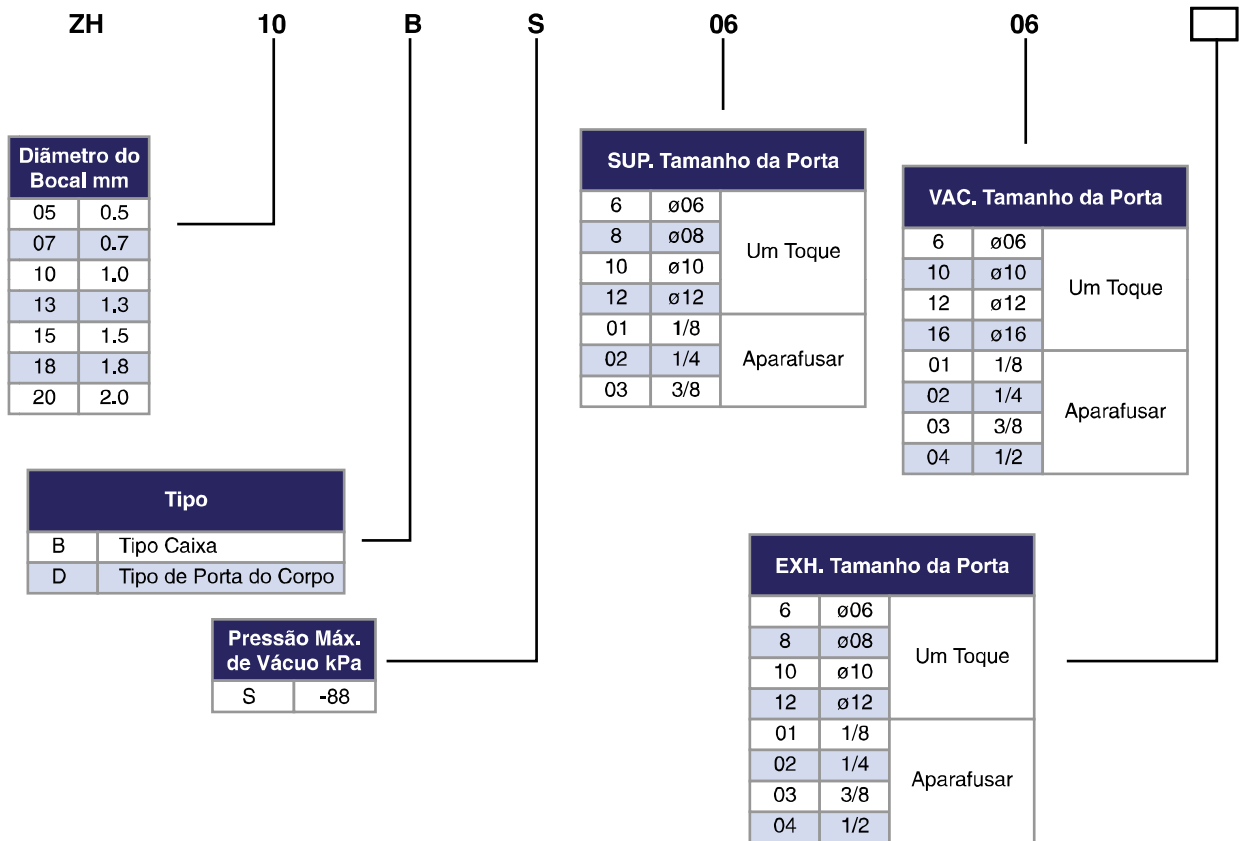 ZH 10 B S 06 06
Diãmetro do
Bocal mm
05 0.5
07 0.7
10 1.0
13 1.3
15 1.5
18 1.8
20 2.0
SUP. Tamanho da Porta
6 ø06
8 ø08
10 ø10
12 ø12
Um Toque
01 1/8
02 1/4
03 3/8
Aparafusar
VAC. Tamanho da Porta
6 ø06
10 ø10
12 ø12
16 ø16
Um Toque
01 1/8
02 1/4
03 3/8
04 1/2
Aparafusar
Tipo
B Tipo Caixa
D Tipo de Porta do Corpo
Pressão Máx.
de Vácuo kPa
S -88
EXH. Tamanho da Porta
6 ø06
8 ø08
10 ø10
12 ø12
Um Toque
01 1/8
02 1/4
03 3/8
04 1/2
Aparafusar